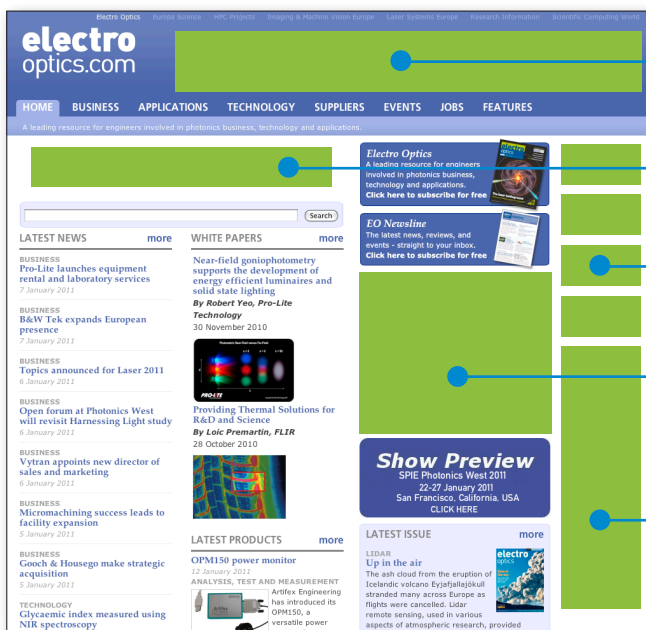 Electro Optics Europa Science HPC Projects Imaging & Machine Vision Europe Laser Systems Europe Research Information Scientific Computing World
electro
optics.com
HOME BUSINESS APPLICATIONS TECHNOLOGY SUPPLIERS EVENTS JOBS FEATURES
A leading resource for engineers involved in photonics business, technology and applications.
Search
LATEST NEWS more
BUSINESS
Pro-Lite launches equipment
rental and laboratory services
7 January 2011
BUSINESS
B&W Tek expands European
presence
7 January 2011
BUSINESS
Topics announced for Laser 2011
6 January 2011
BUSINESS
Open forum at Photonics West
will revisit Harnessing Light study
6 January 2011
BUSINESS
Vytran appoints new director of
sales and marketing
6 January 2011
BUSINESS
Micromachining success leads to
facility expansion
5 January 2011
BUSINESS
Gooch & Housego make strategic
acquisition
5 January 2011
TECHNOLOGY
Glycaemic index measured using
NIR spectroscopy
WHITE PAPERS more
Near-field goniophotometry
supports the development of
energy efficient luminaires and
solid state lighting
By Robert Yeo, Pro-Lite
Technology
30 November 2010
PRO-LITE
Providing Thermal Solutions for
R&D and Science
By Loic Premartin, FLIR
28 October 2010
LATEST PRODUCTS more
OPM150 power monitor
12 January 2011
ANALYSIS, TEST AND MEASUREMENT
Artifex Engineering
has introduced its
OPM150, a
versatile power
Electro Optics
A leading resource for engineers
involved in photonics business,
technology and applications.
Click here to subscribe for free
electro
optics
EO Newsline
The latest news, reviews, and
events - straight to your inbox.
Click here to subscribe for free
Show Preview
SPIE Photonics West 2011
22-27 January 2011
San Francisco, California, USA
CLICK HERE
LATEST ISSUE more
LIDAR
Up in the air
The ash cloud from the eruption of
Icelandic volcano Eyjafjallajökull
stranded many across Europe as
flights were cancelled. Lidar
remote sensing, used in various
aspects of atmospheric research, provided
electro
optics